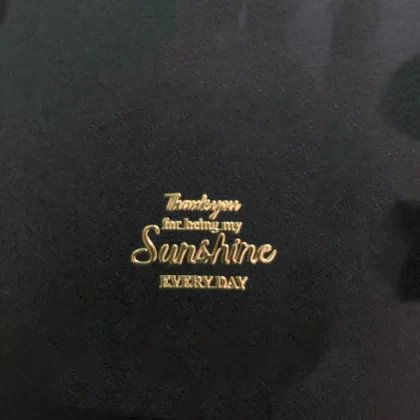 Thank you
for being my
Sunshine
EVERY DAY